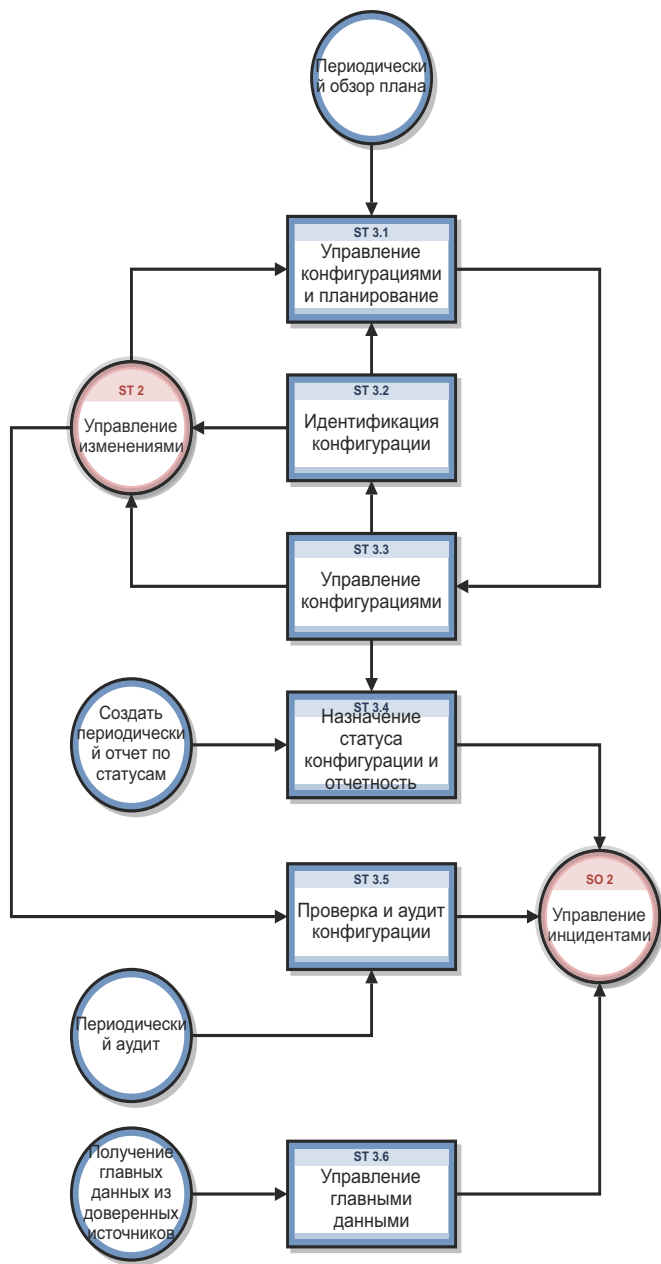 Периодически
й обзор плана
ST 3.1
Управление
конфигурациями
и планирование
ST 2
Управление
изменениями
ST 3.2
Идентификация
конфигурации
ST 3.3
Управление
конфигурациями
Создать
периодически
й отчет по
статусам
ST 3.4
Назначение
статуса
конфигурации и
отчетность
ST 3.5
Проверка и аудит
конфигурации
SO 2
Управление
инцидентами
Периодически
й аудит
Получение
главных
данных из
доверенных
источников
ST 3.6
Управление
главными
данными